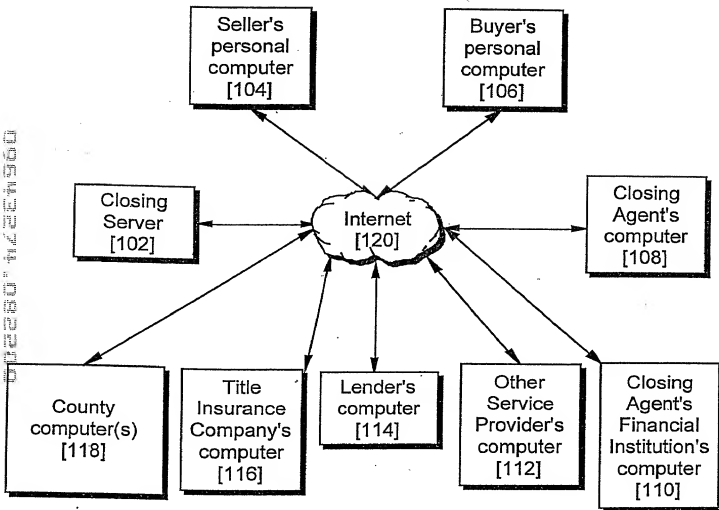 Seller's
personal
computer
[104]
Buyer's
personal
computer
[106]
Closing
Server
[102]
Internet
[120]
Closing
Agent's
computer
[108]
County
computer(s)
[118]
Title
Insurance
Company's
computer
[116]
Lender's
computer
[114]
Other
Service
Provider's
computer
[112]
Closing
Agent's
Financial
Institution's
computer
[110]